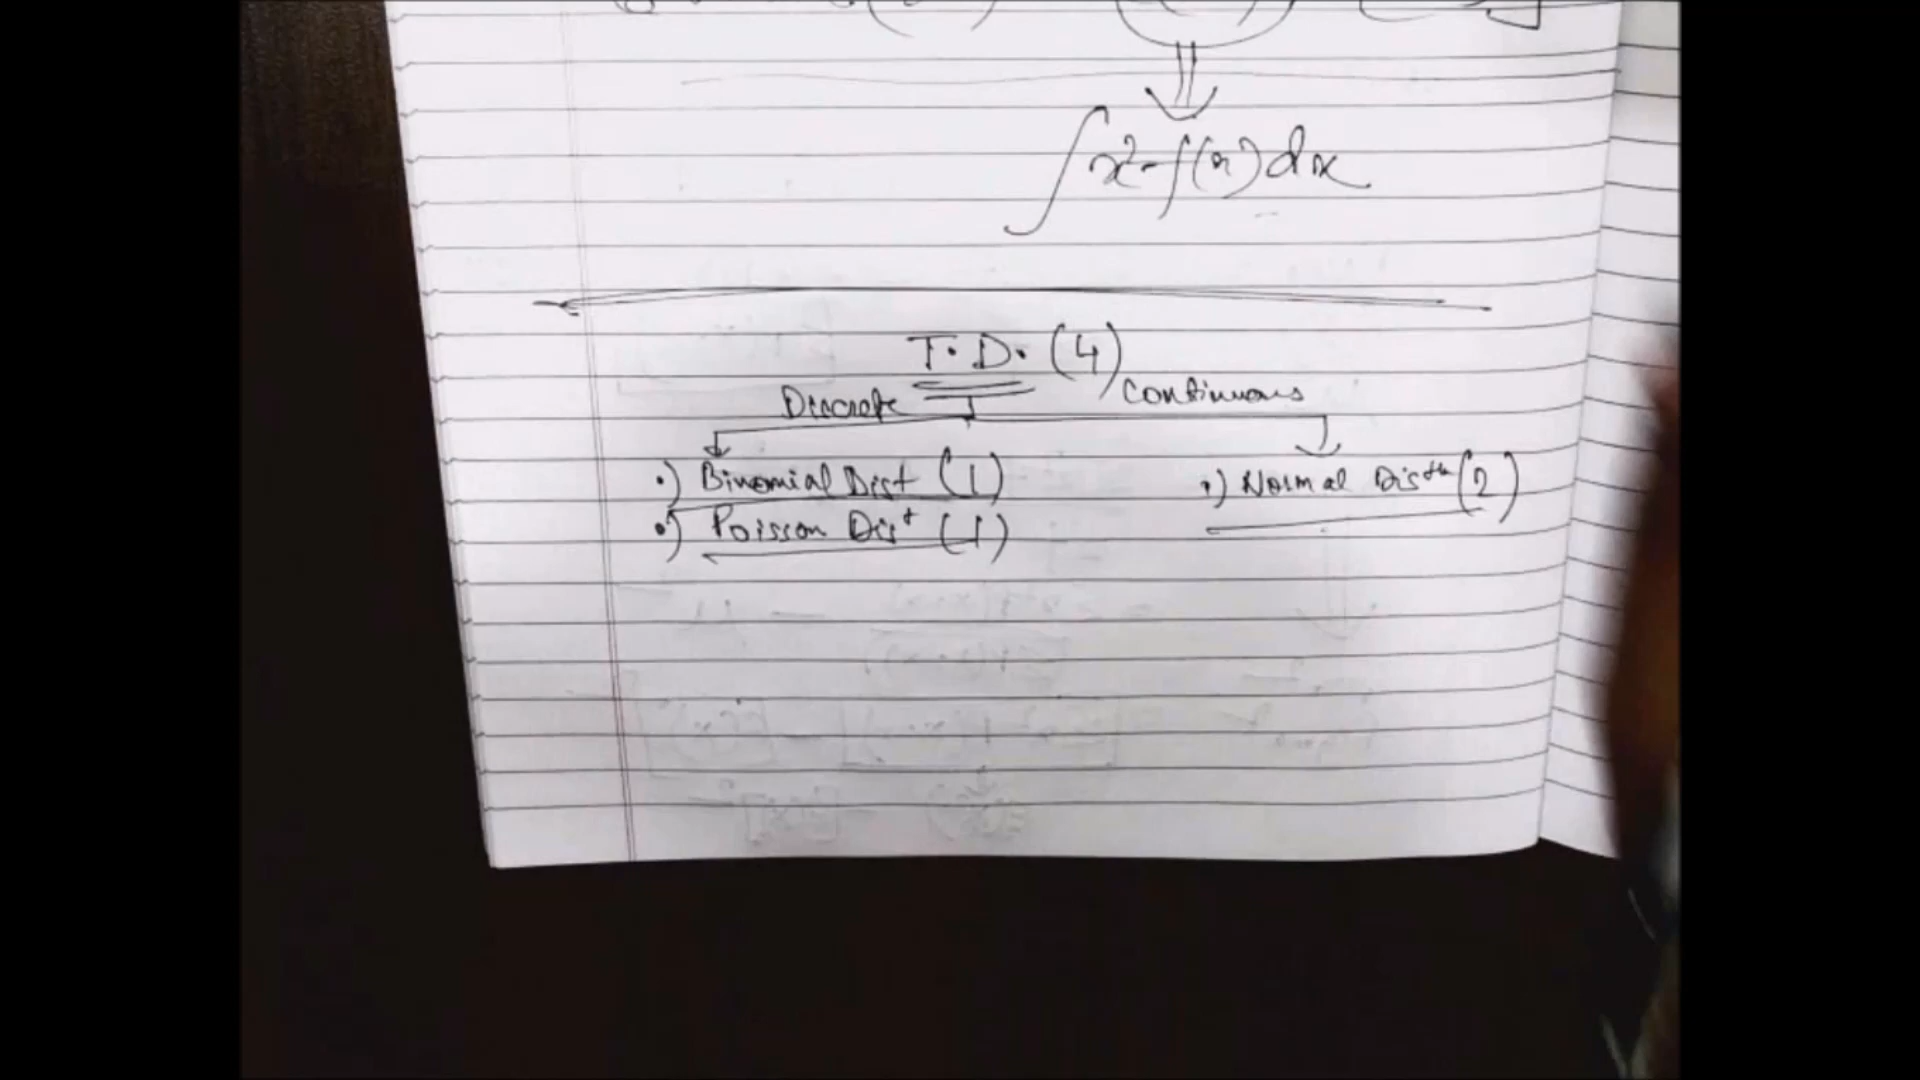 ∫x² f(x) dx
T. D. (4)
Discrete Continuous
•) Binomial Dist (1) •) Normal Distn (2)
•) Poisson Dist (1)